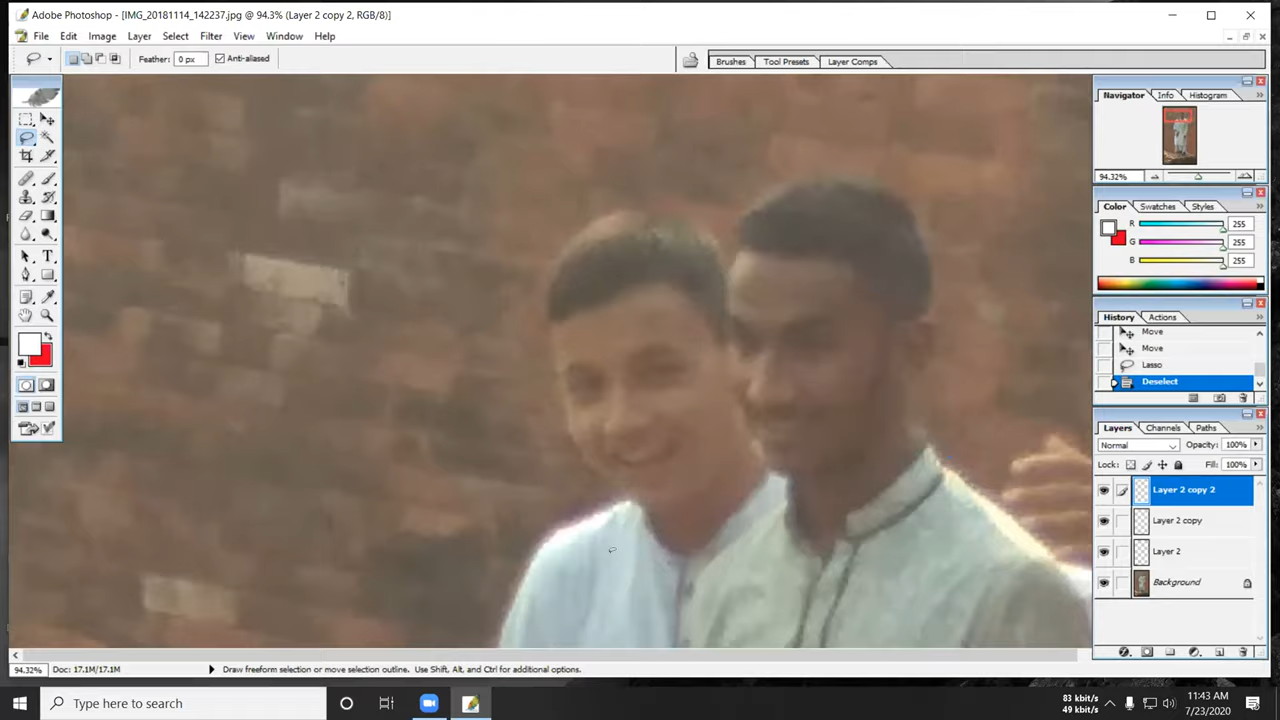 Adobe Photoshop - [IMG_20181114_142237.jpg @ 94.3% (Layer 2 copy 2, RGB/8)]
File Edit Image Layer Select Filter View Window Help
Feather: 0 px Anti-aliased Brushes Tool Presets Layer Comps
Navigator Info Histogram
94.32%
Color Swatches Styles
R 255
G 255
B 255
History Actions
Move
Move
Lasso
Deselect
Layers Channels Paths
Normal Opacity: 100%
Lock: Fill: 100%
Layer 2 copy 2
Layer 2 copy
Layer 2
Background
94.32% Doc: 17.1M/17.1M Draw freeform selection or move selection outline. Use Shift, Alt, and Ctrl for additional options.
Type here to search
83 kbit/s
49 kbit/s
11:43 AM
7/23/2020